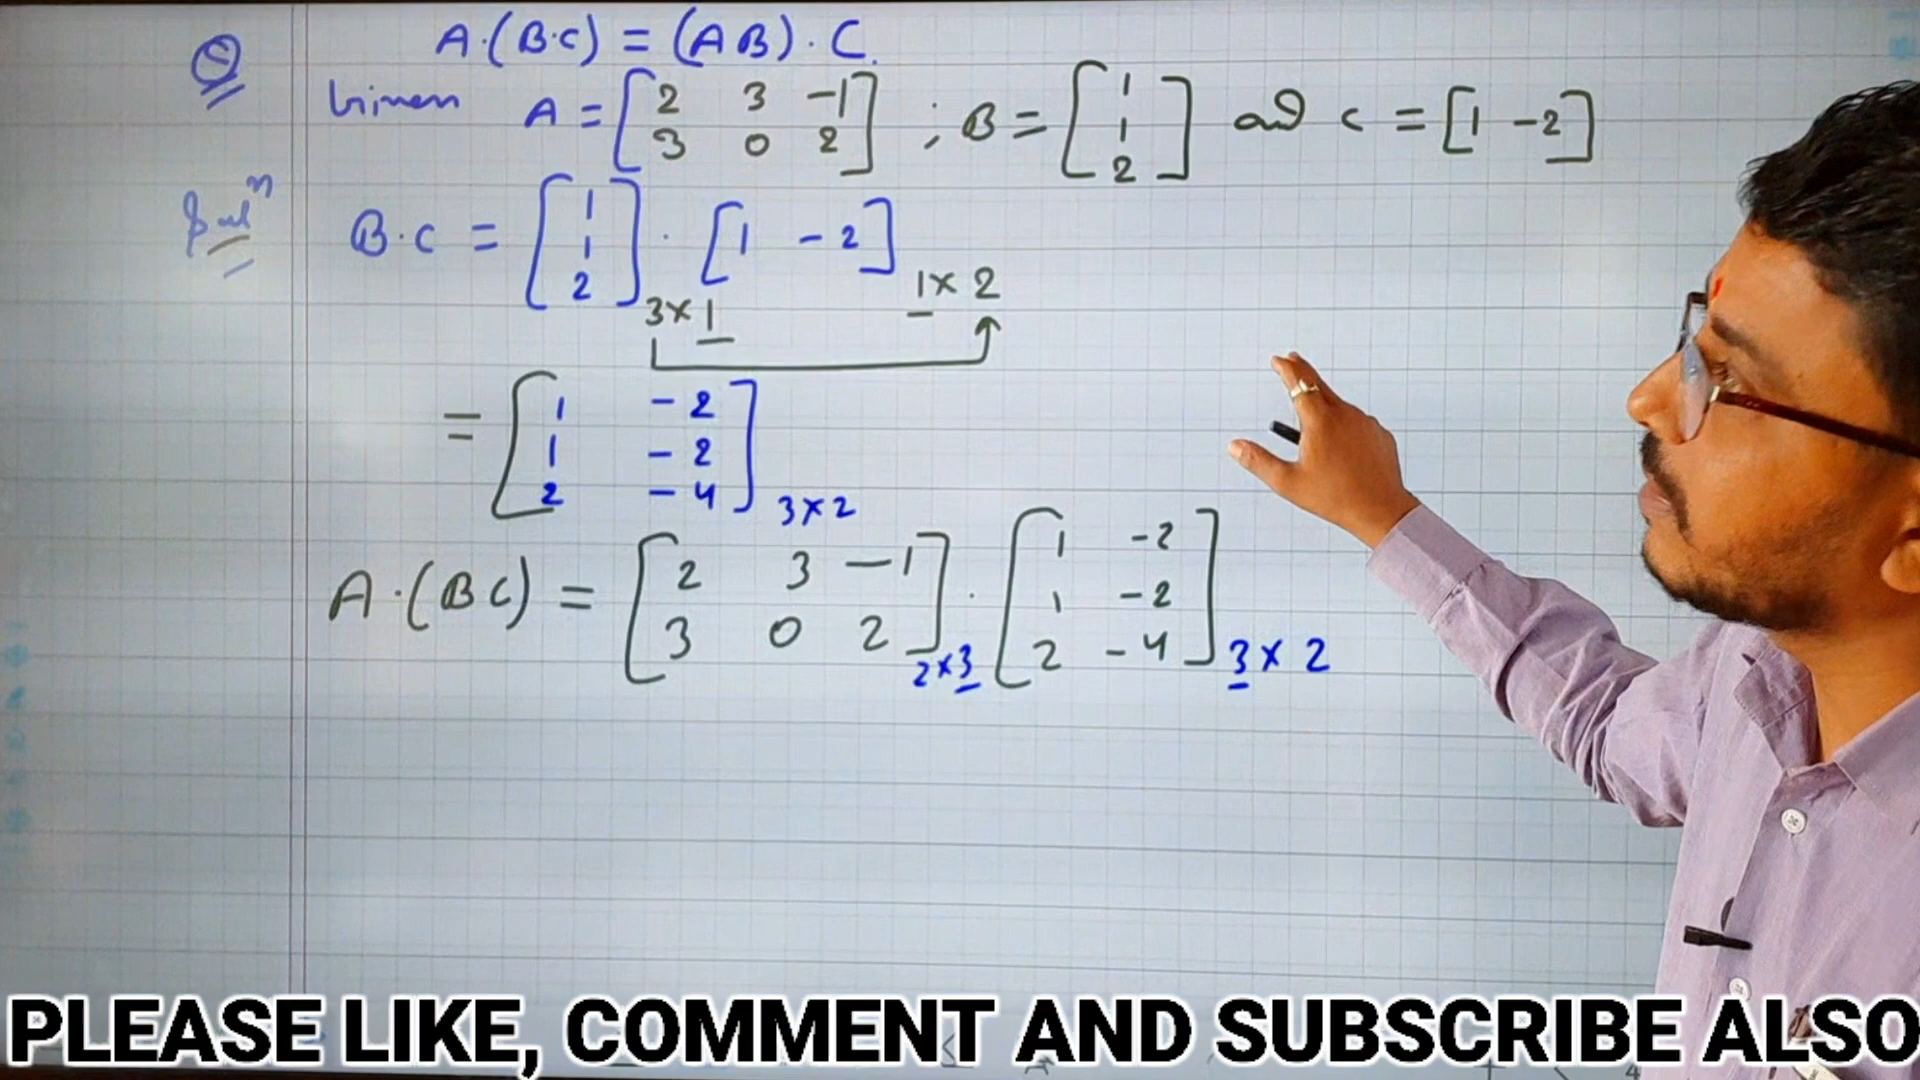 Q A.(B.C) = (AB).C.
Given A = [2 3 -1 3 0 2] ; B = [1 1 2] and C = [1 -2]
Solⁿ B.C = [1 1 2]3×1 . [1 -2]1×2
= [1 -2 1 -2 2 -4]3×2
A.(BC) = [2 3 -1 3 0 2]2×3 . [1 -2 1 -2 2 -4]3×2
PLEASE LIKE, COMMENT AND SUBSCRIBE ALSO